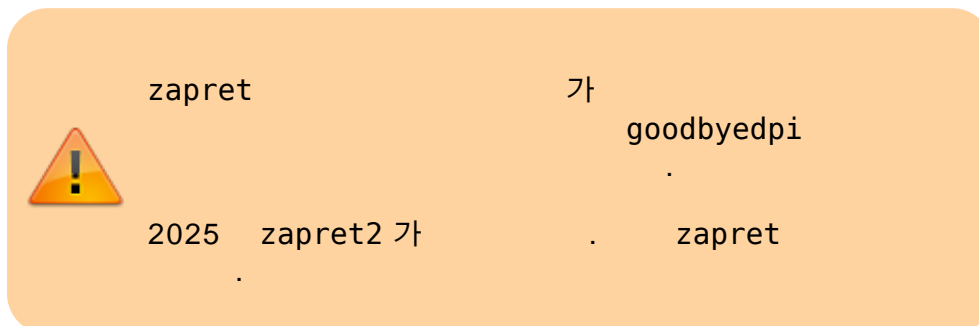 zapret 가
goodbyedpi
.
2025 zapret2 가 . zapret
.